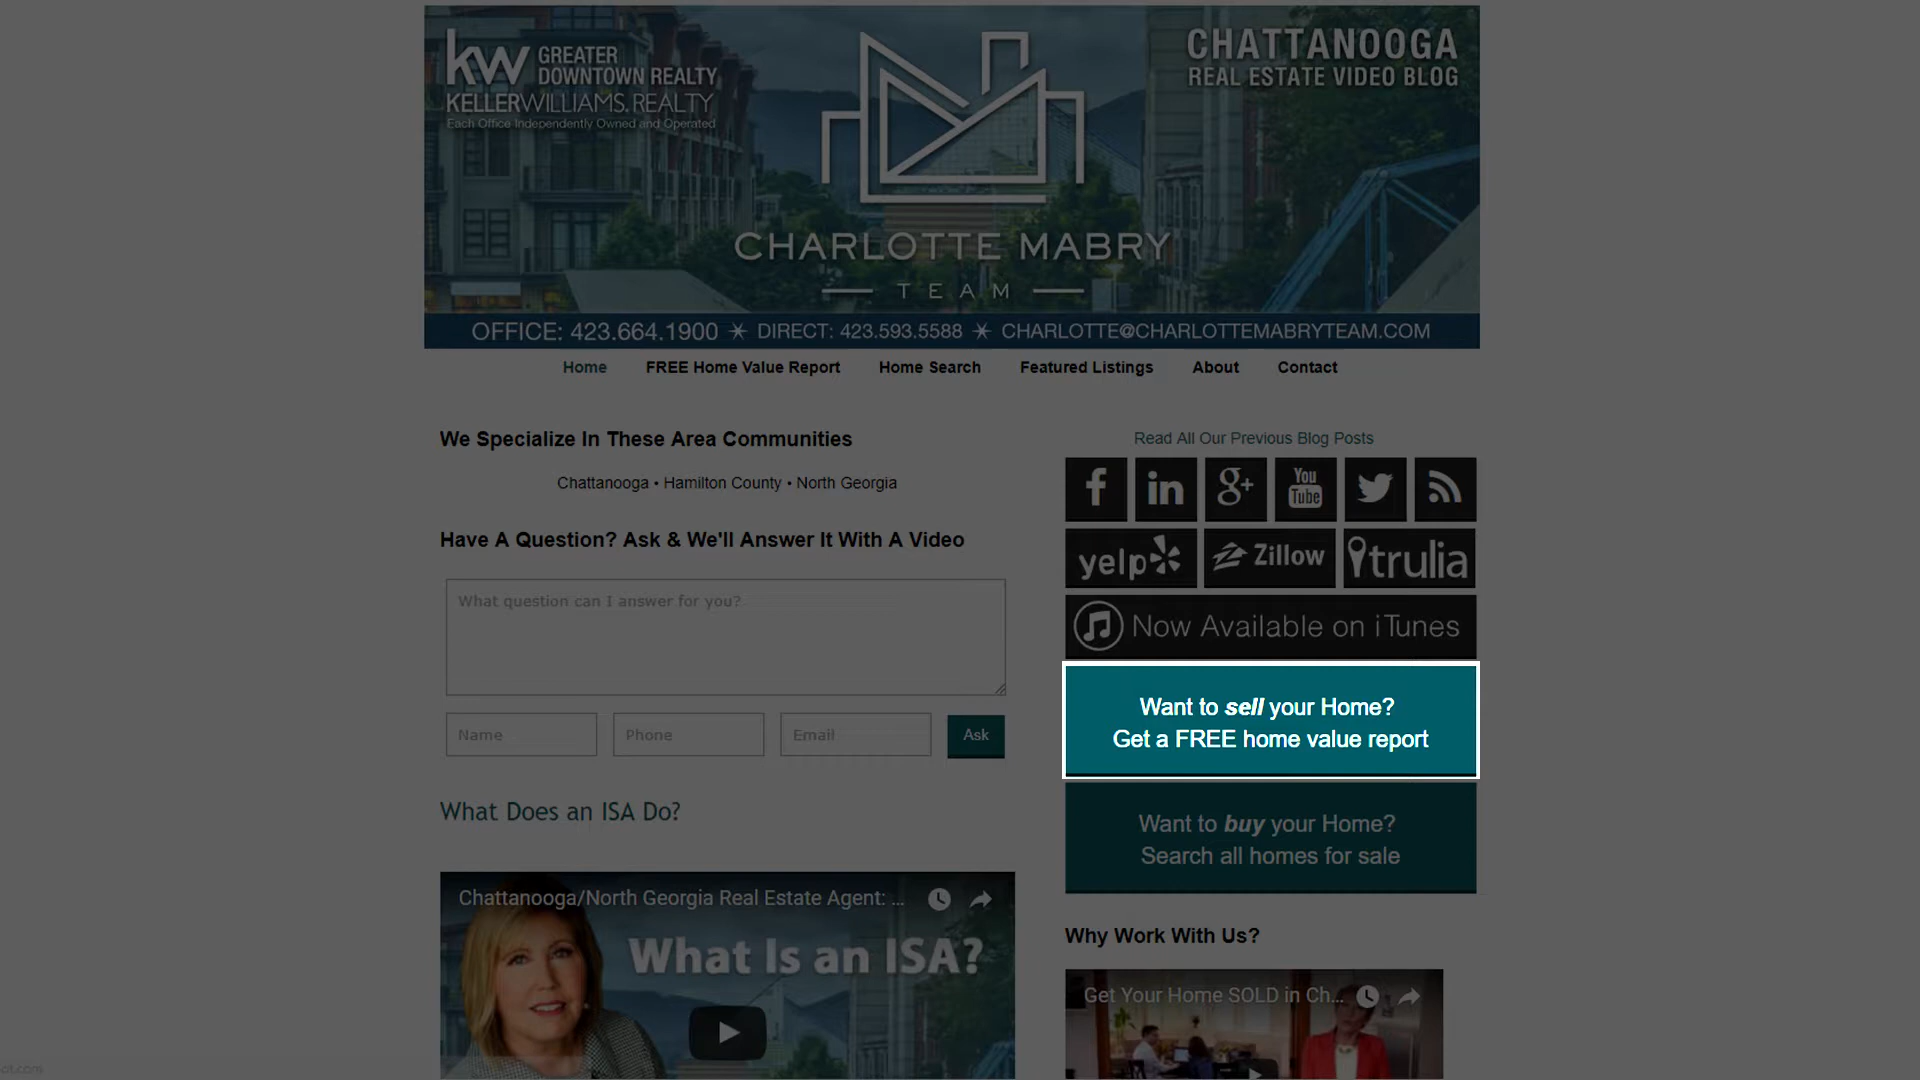 kw GREATER
DOWNTOWN REALTY
KELLERWILLIAMS. REALTY
Each Office Independently Owned and Operated
CHATTANOOGA
REAL ESTATE VIDEO BLOG
CHARLOTTE MABRY
TEAM
OFFICE: 423.664.1900 ✶ DIRECT: 423.593.5588 ✶ CHARLOTTE@CHARLOTTEMABRYTEAM.COM
Home FREE Home Value Report Home Search Featured Listings About Contact
We Specialize In These Area Communities
Chattanooga • Hamilton County • North Georgia
Have A Question? Ask & We'll Answer It With A Video
What question can I answer for you?
Name Phone Email Ask
What Does an ISA Do?
Chattanooga/North Georgia Real Estate Agent: ...
What Is an ISA?
Read All Our Previous Blog Posts
f in g+ You Tube
yelp Zillow trulia
Now Available on iTunes
Want to sell your Home?
Get a FREE home value report
Want to buy your Home?
Search all homes for sale
Why Work With Us?
Get Your Home SOLD in Ch...